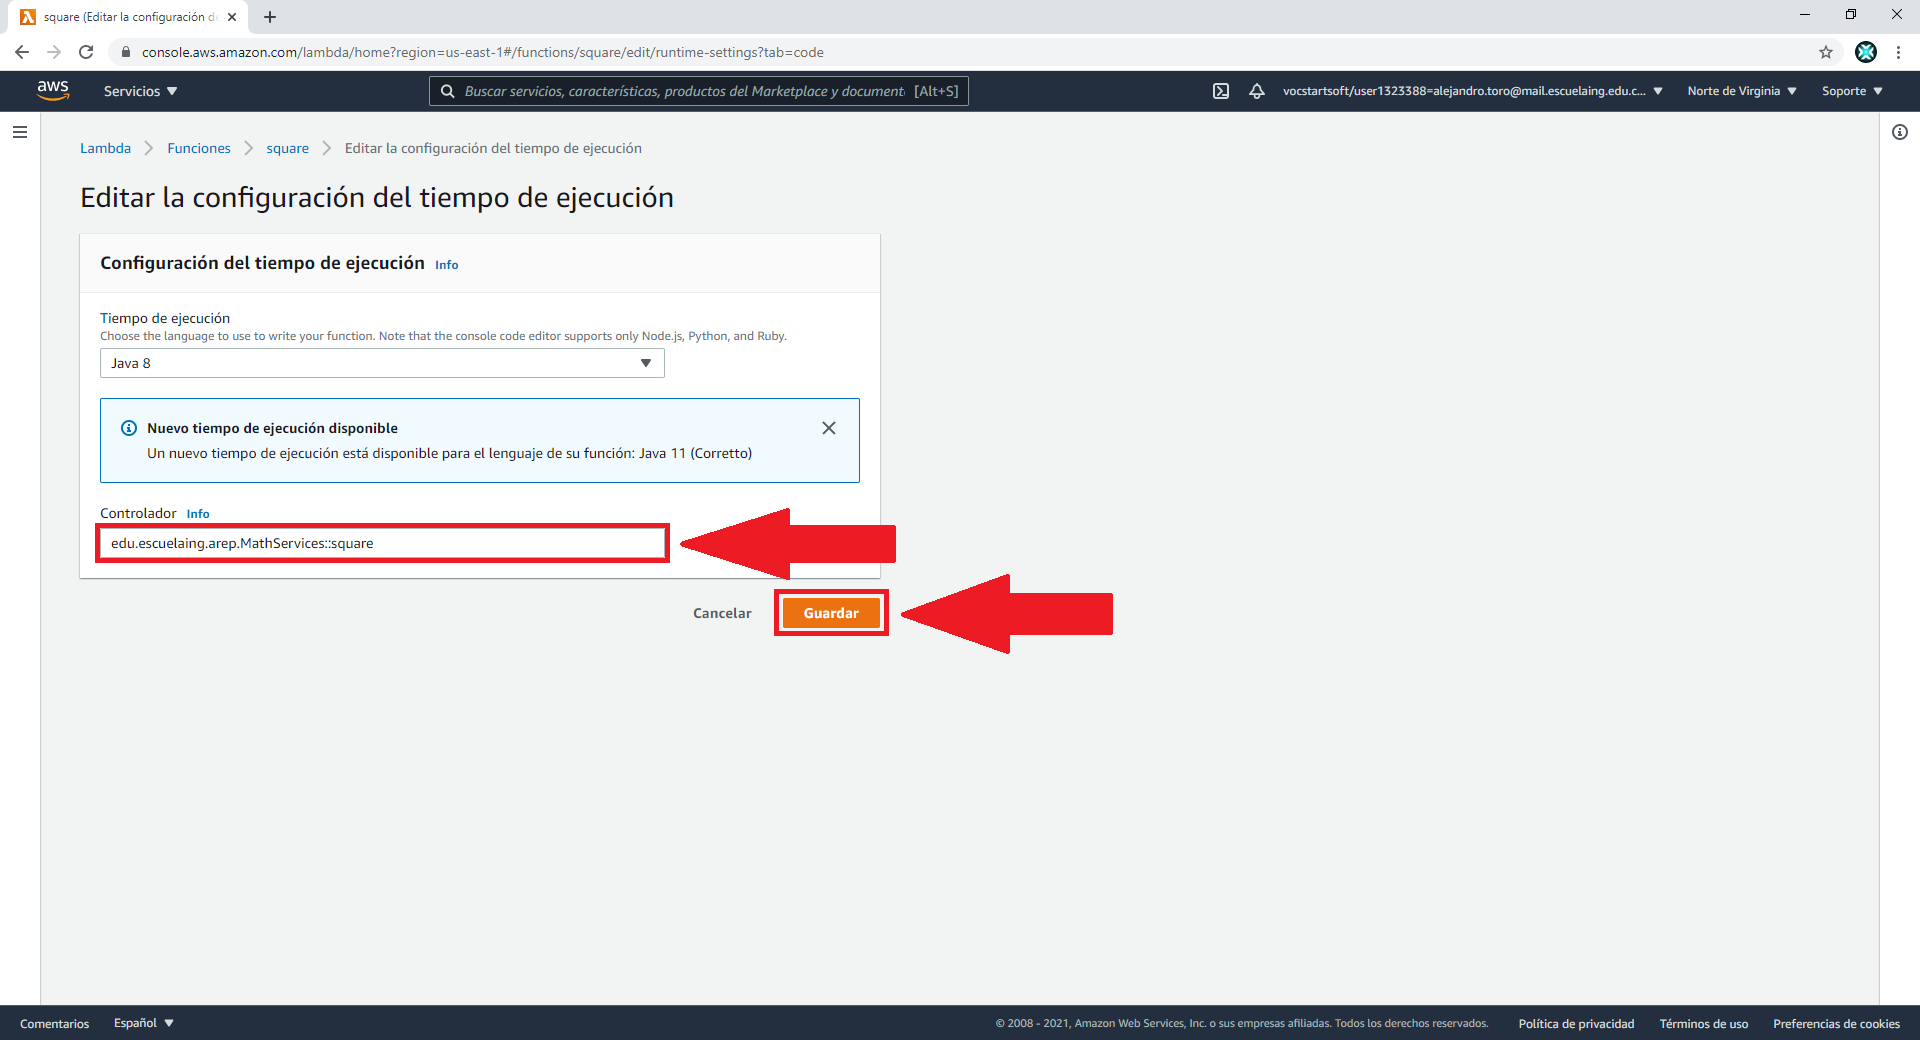 square (Editar la configuración de
console.aws.amazon.com/lambda/home?region=us-east-1#/functions/square/edit/runtime-settings?tab=code
aws
Servicios
Buscar servicios, características, productos del Marketplace y document [Alt+S]
vocstartsoft/user1323388=alejandro.toro@mail.escuelaing.edu.c...
Norte de Virginia
Soporte
Lambda
Funciones
square
Editar la configuración del tiempo de ejecución
Editar la configuración del tiempo de ejecución
Configuración del tiempo de ejecución Info
Tiempo de ejecución
Choose the language to use to write your function. Note that the console code editor supports only Node.js, Python, and Ruby.
Java 8
Nuevo tiempo de ejecución disponible
Un nuevo tiempo de ejecución está disponible para el lenguaje de su función: Java 11 (Corretto)
Controlador Info
edu.escuelaing.arep.MathServices::square
Cancelar
Guardar
Comentarios
Español
© 2008 - 2021, Amazon Web Services, Inc. o sus empresas afiliadas. Todos los derechos reservados.
Política de privacidad
Términos de uso
Preferencias de cookies